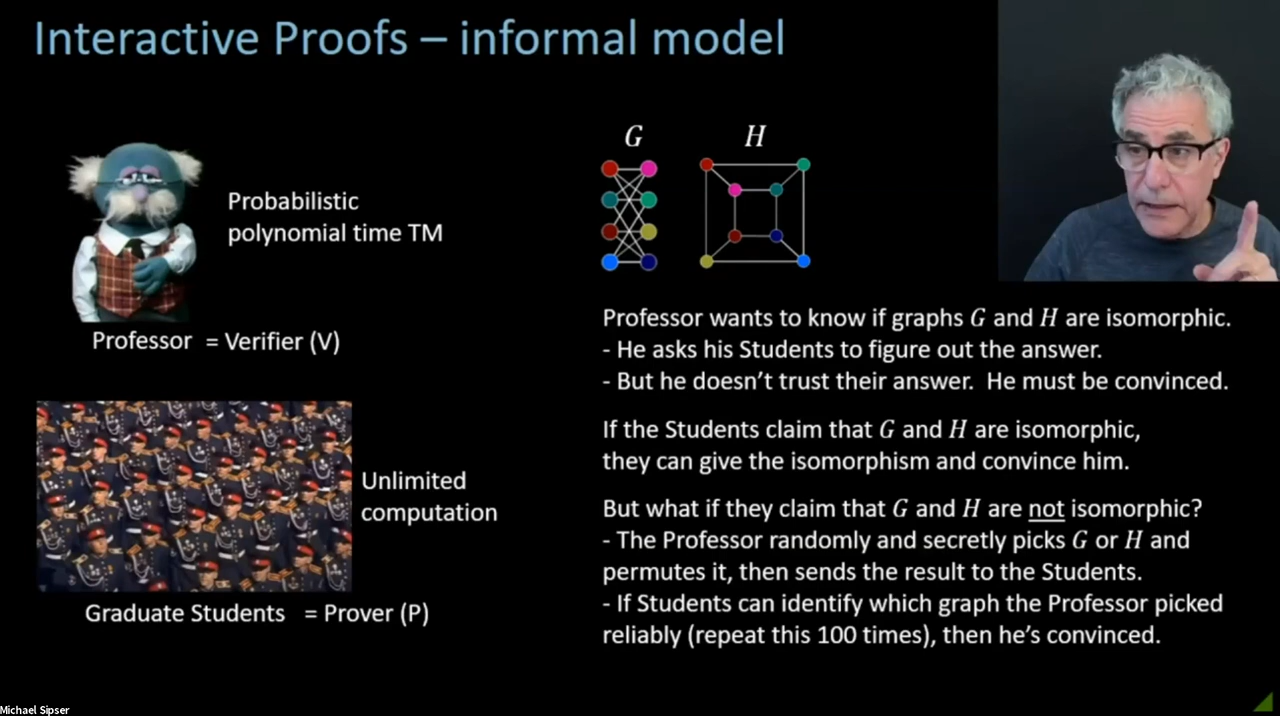 Interactive Proofs – informal model
G
H
Probabilistic
polynomial time TM
Professor = Verifier (V)
Unlimited
computation
Graduate Students = Prover (P)
Professor wants to know if graphs G and H are isomorphic.
- He asks his Students to figure out the answer.
- But he doesn’t trust their answer. He must be convinced.
If the Students claim that G and H are isomorphic,
they can give the isomorphism and convince him.
But what if they claim that G and H are not isomorphic?
- The Professor randomly and secretly picks G or H and
permutes it, then sends the result to the Students.
- If Students can identify which graph the Professor picked
reliably (repeat this 100 times), then he’s convinced.
Michael Sipser